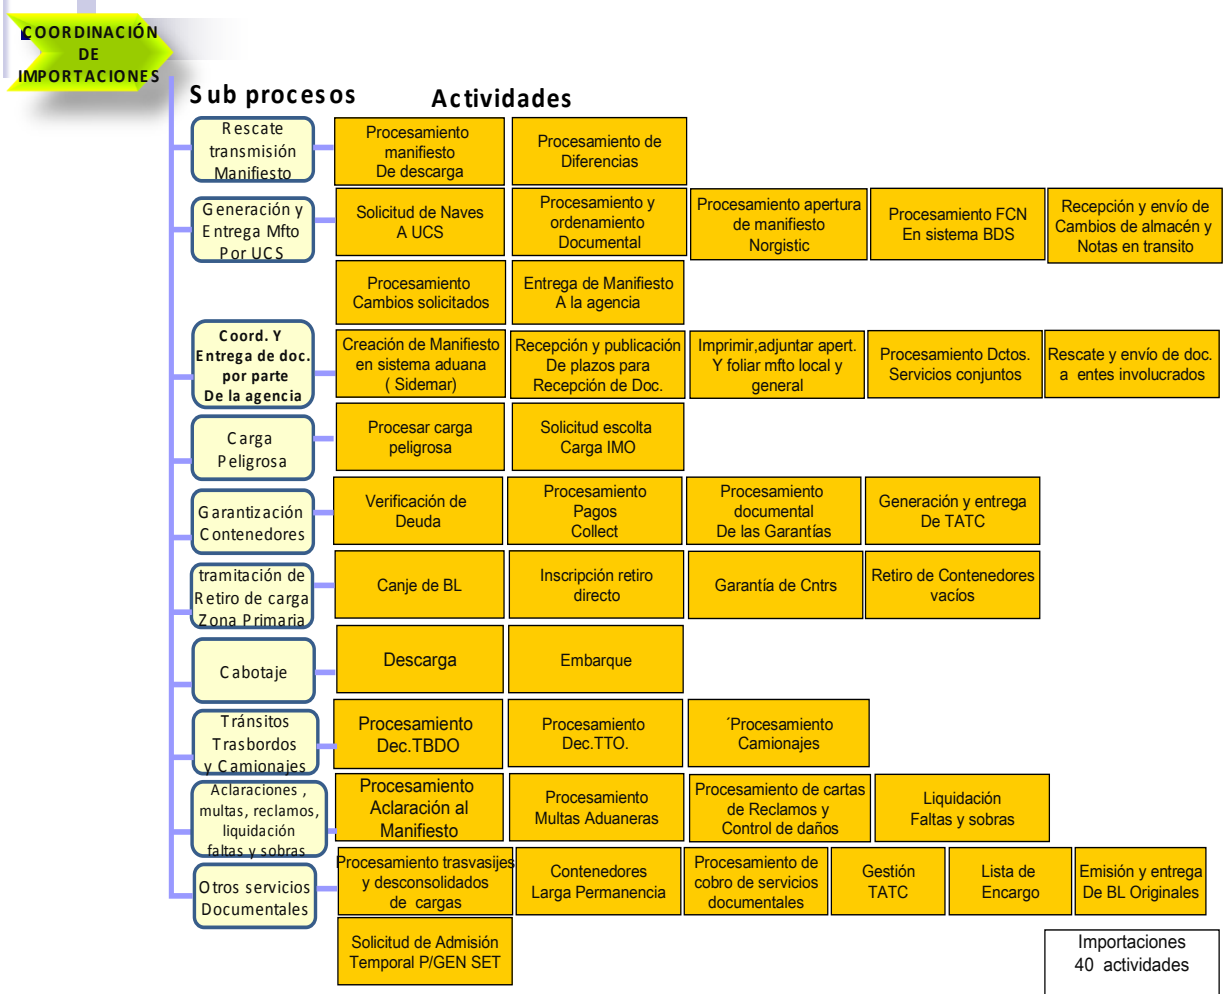 COORDINACIÓN
DE
IMPORTACIONES
Sub procesos
Actividades
Rescate
transmisión
Manifiesto
Procesamiento
manifiesto
De descarga
Procesamiento de
Diferencias
Generación y
Entrega Mfto
Por UCS
Solicitud de Naves
A UCS
Procesamiento y
ordenamiento
Documental
Procesamiento apertura
de manifiesto
Norgistic
Procesamiento FCN
En sistema BDS
Recepción y envío de
Cambios de almacén y
Notas en transito
Procesamiento
Cambios solicitados
Entrega de Manifiesto
A la agencia
Coord. Y
Entrega de doc.
por parte
De la agencia
Creación de Manifiesto
en sistema aduana
( Sidemar)
Recepción y publicación
De plazos para
Recepción de Doc.
Imprimir,adjuntar apert.
Y foliar mfto local y
general
Procesamiento Dctos.
Servicios conjuntos
Rescate y envío de doc.
a entes involucrados
Carga
Peligrosa
Procesar carga
peligrosa
Solicitud escolta
Carga IMO
Garantización
Contenedores
Verificación de
Deuda
Procesamiento
Pagos
Collect
Procesamiento
documental
De las Garantías
Generación y entrega
De TATC
tramitación de
Retiro de carga
Zona Primaria
Canje de BL
Inscripción retiro
directo
Garantía de Cntrs
Retiro de Contenedores
vacíos
Cabotaje
Descarga
Embarque
Tránsitos
Trasbordos
y Camionajes
Procesamiento
Dec.TBDO
Procesamiento
Dec.TTO.
´Procesamiento
Camionajes
Aclaraciones ,
multas, reclamos,
liquidación
faltas y sobras
Procesamiento
Aclaración al
Manifiesto
Procesamiento
Multas Aduaneras
Procesamiento de cartas
de Reclamos y
Control de daños
Liquidación
Faltas y sobras
Otros servicios
Documentales
Procesamiento trasvasijes
y desconsolidados
de cargas
Contenedores
Larga Permanencia
Procesamiento de
cobro de servicios
documentales
Gestión
TATC
Lista de
Encargo
Emisión y entrega
De BL Originales
Solicitud de Admisión
Temporal P/GEN SET
Importaciones
40 actividades